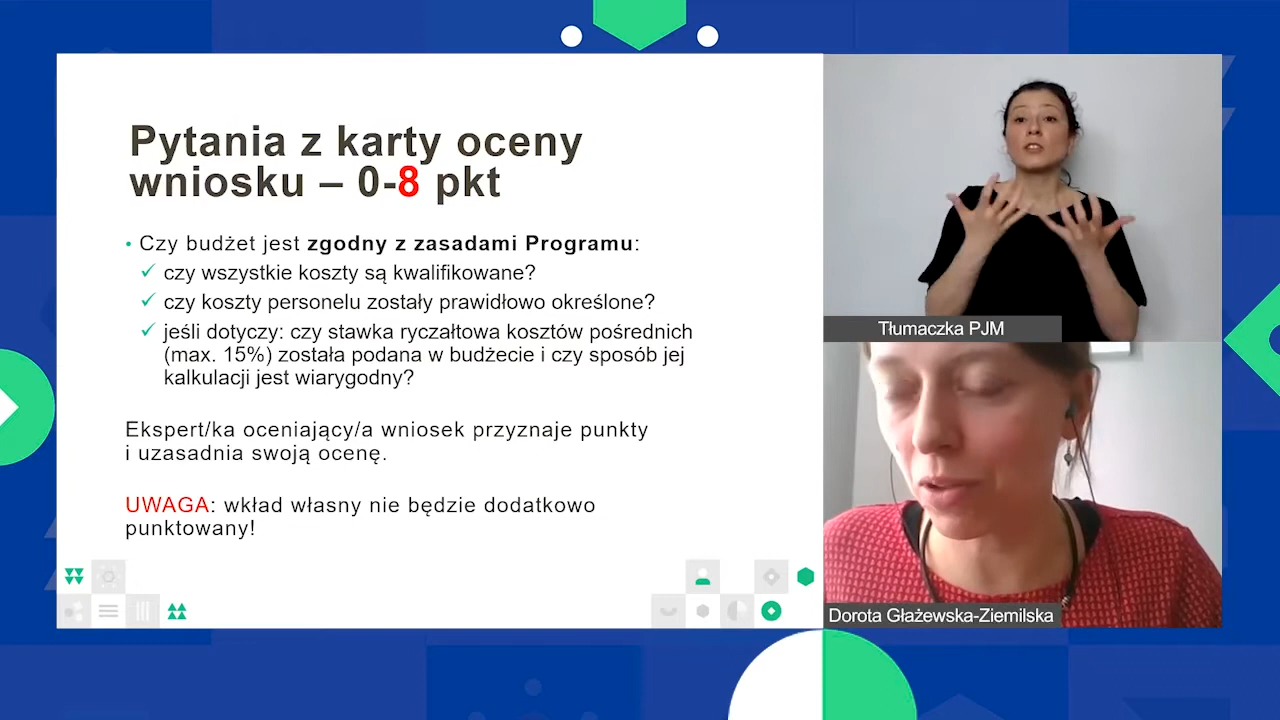 Pytania z karty oceny
wniosku – 0-8 pkt
• Czy budżet jest zgodny z zasadami Programu:
✓ czy wszystkie koszty są kwalifikowane?
✓ czy koszty personelu zostały prawidłowo określone?
✓ jeśli dotyczy: czy stawka ryczałtowa kosztów pośrednich
(max. 15%) została podana w budżecie i czy sposób jej
kalkulacji jest wiarygodny?
Ekspert/ka oceniający/a wniosek przyznaje punkty
i uzasadnia swoją ocenę.
UWAGA: wkład własny nie będzie dodatkowo
punktowany!
Tłumaczka PJM
Dorota Głażewska-Ziemilska